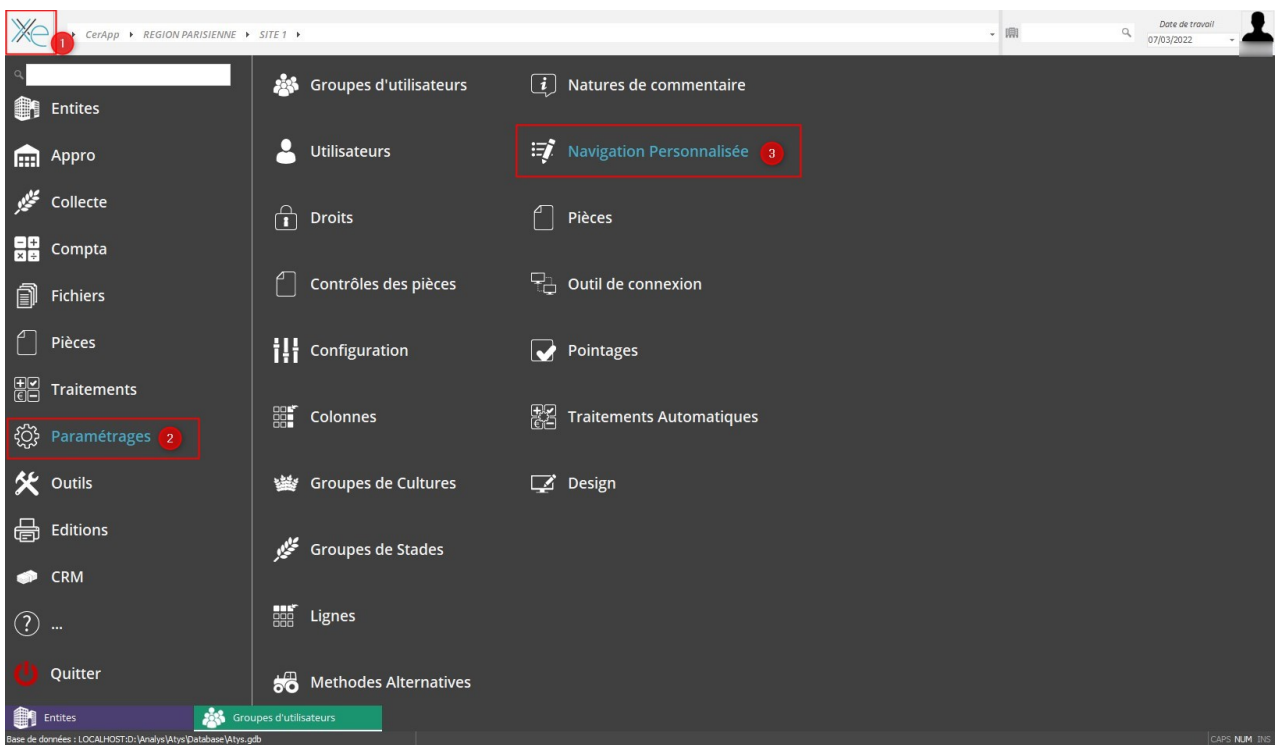 Xe
1
CerApp REGION PARISIENNE SITE 1
Date de travail
07/03/2022
Entites
Appro
Collecte
Compta
Fichiers
Pièces
Traitements
Paramétrages 2
Outils
Editions
CRM
...
Quitter
Groupes d'utilisateurs
Utilisateurs
Droits
Contrôles des pièces
Configuration
Colonnes
Groupes de Cultures
Groupes de Stades
Lignes
Methodes Alternatives
Natures de commentaire
Navigation Personnalisée 3
Pièces
Outil de connexion
Pointages
Traitements Automatiques
Design
Entites
Groupes d'utilisateurs
Base de données : LOCALHOST:D:\Analys\Atys\Database\Atys.gdb
CAPS NUM INS